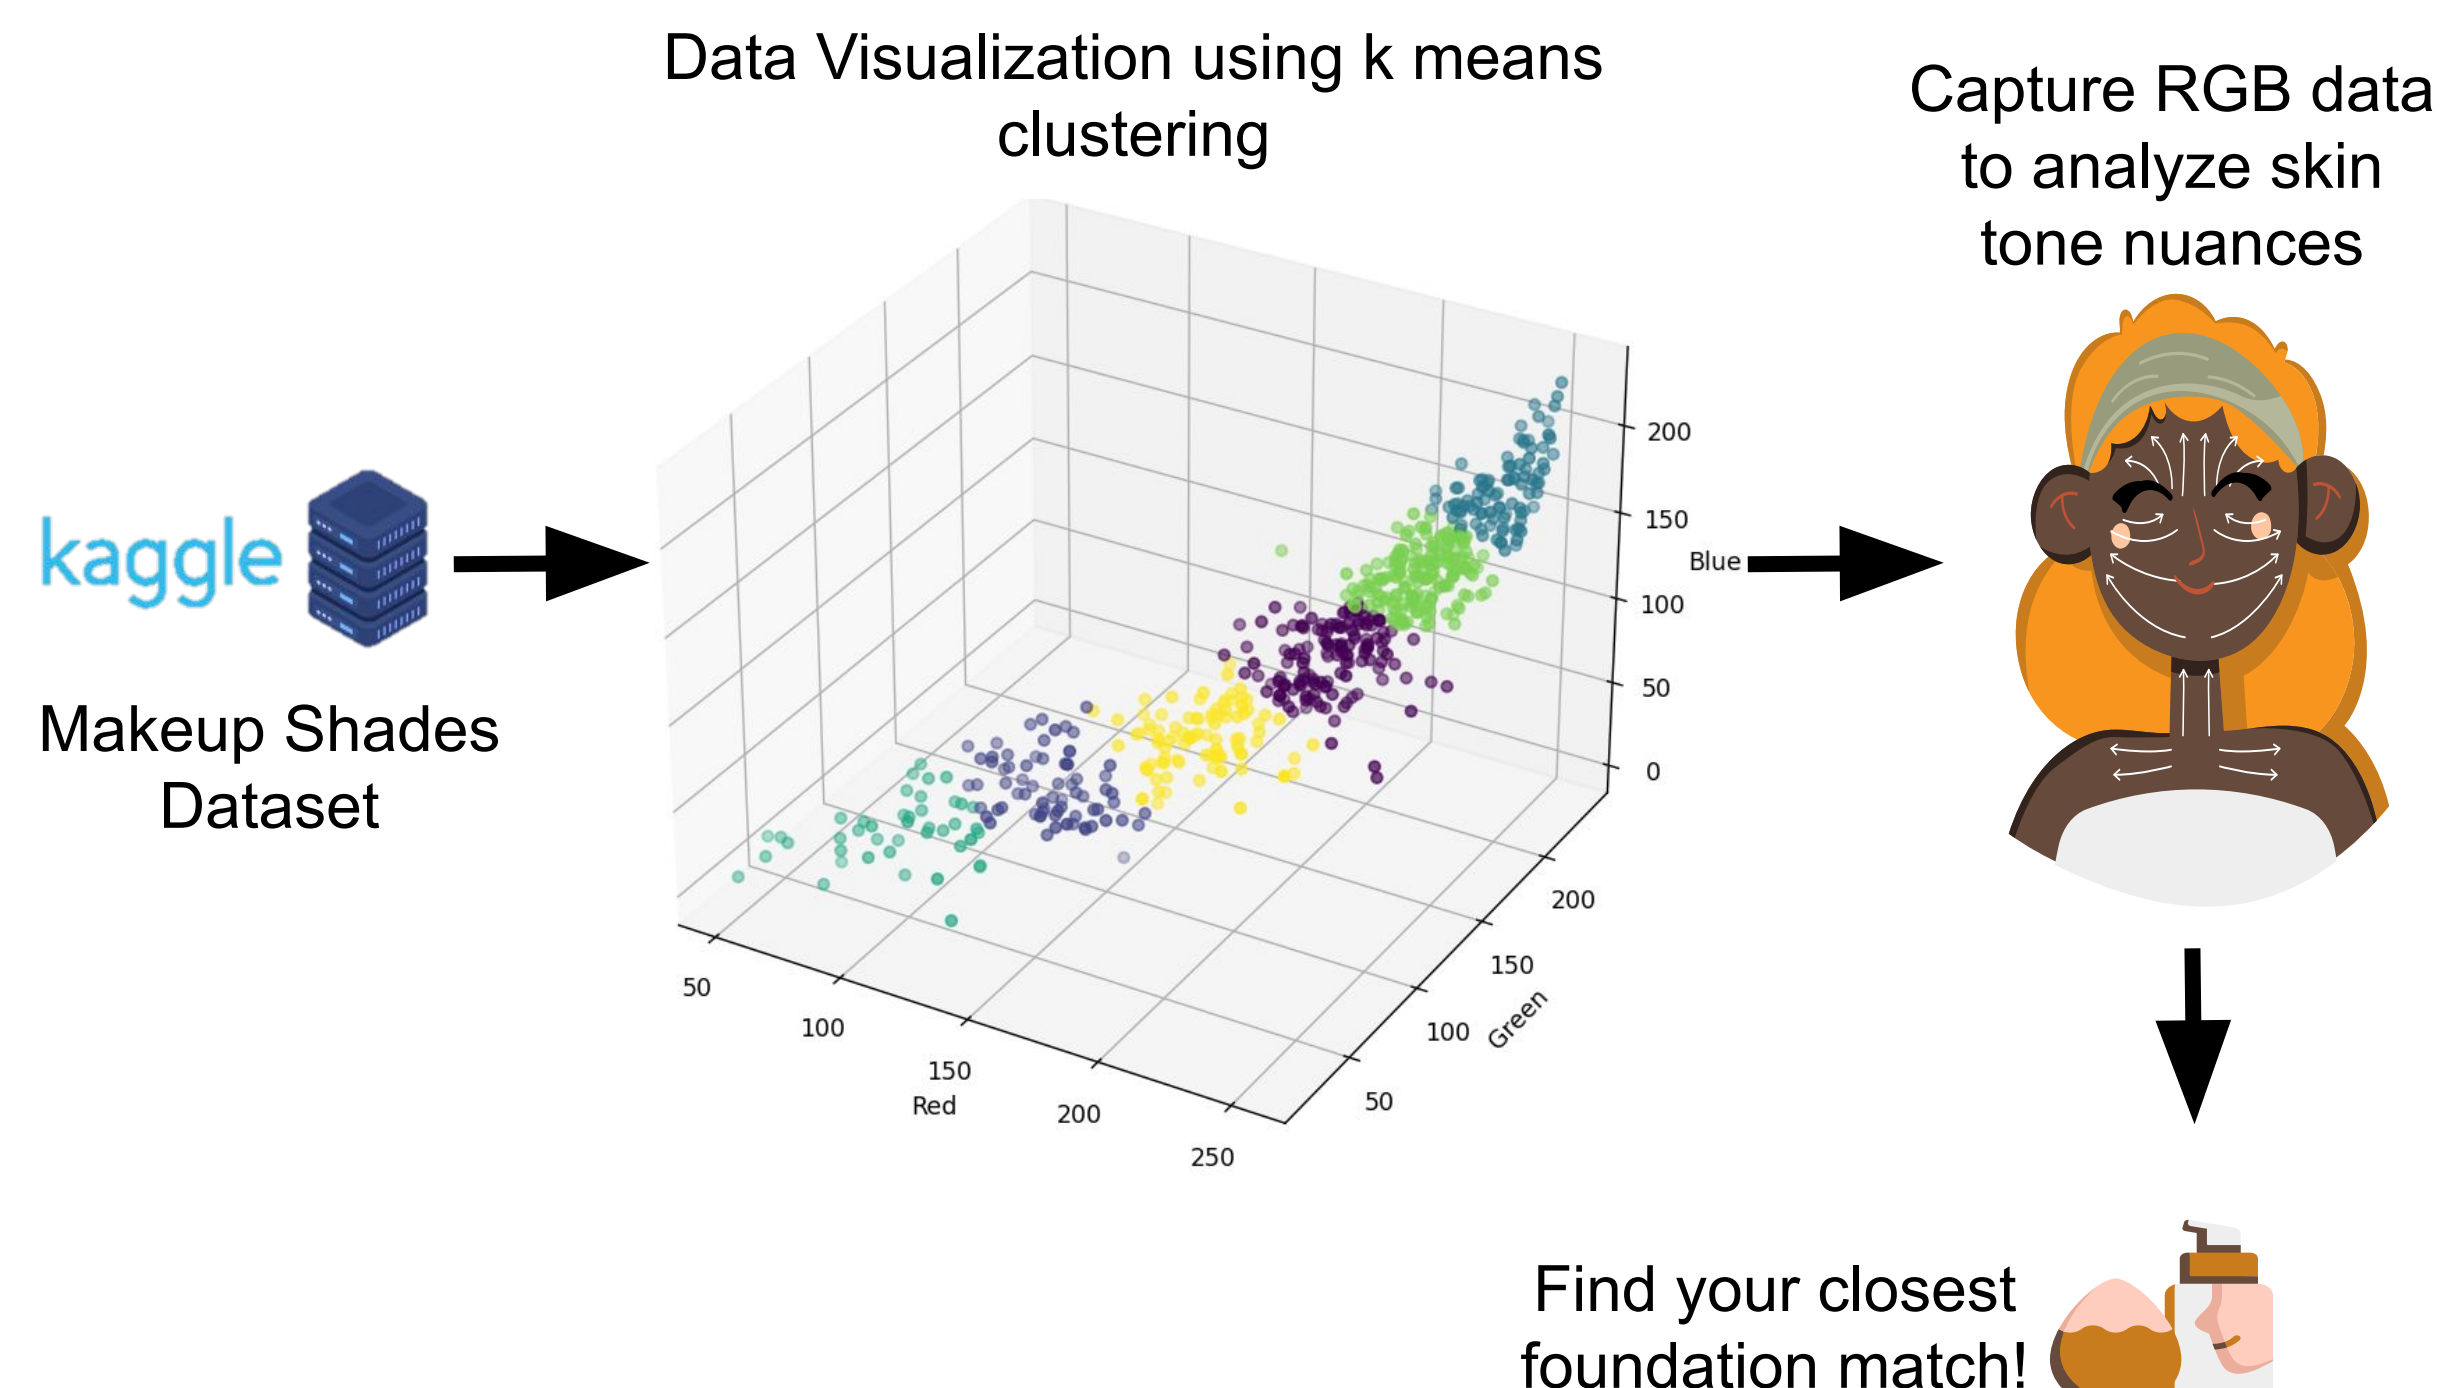 Data Visualization using k means
clustering
Capture RGB data
to analyze skin
tone nuances
kaggle
Makeup Shades
Dataset
200
150
Blue
100
50
0
200
150
100
Green
50
50
100
150
Red
200
250
Find your closest
foundation match!